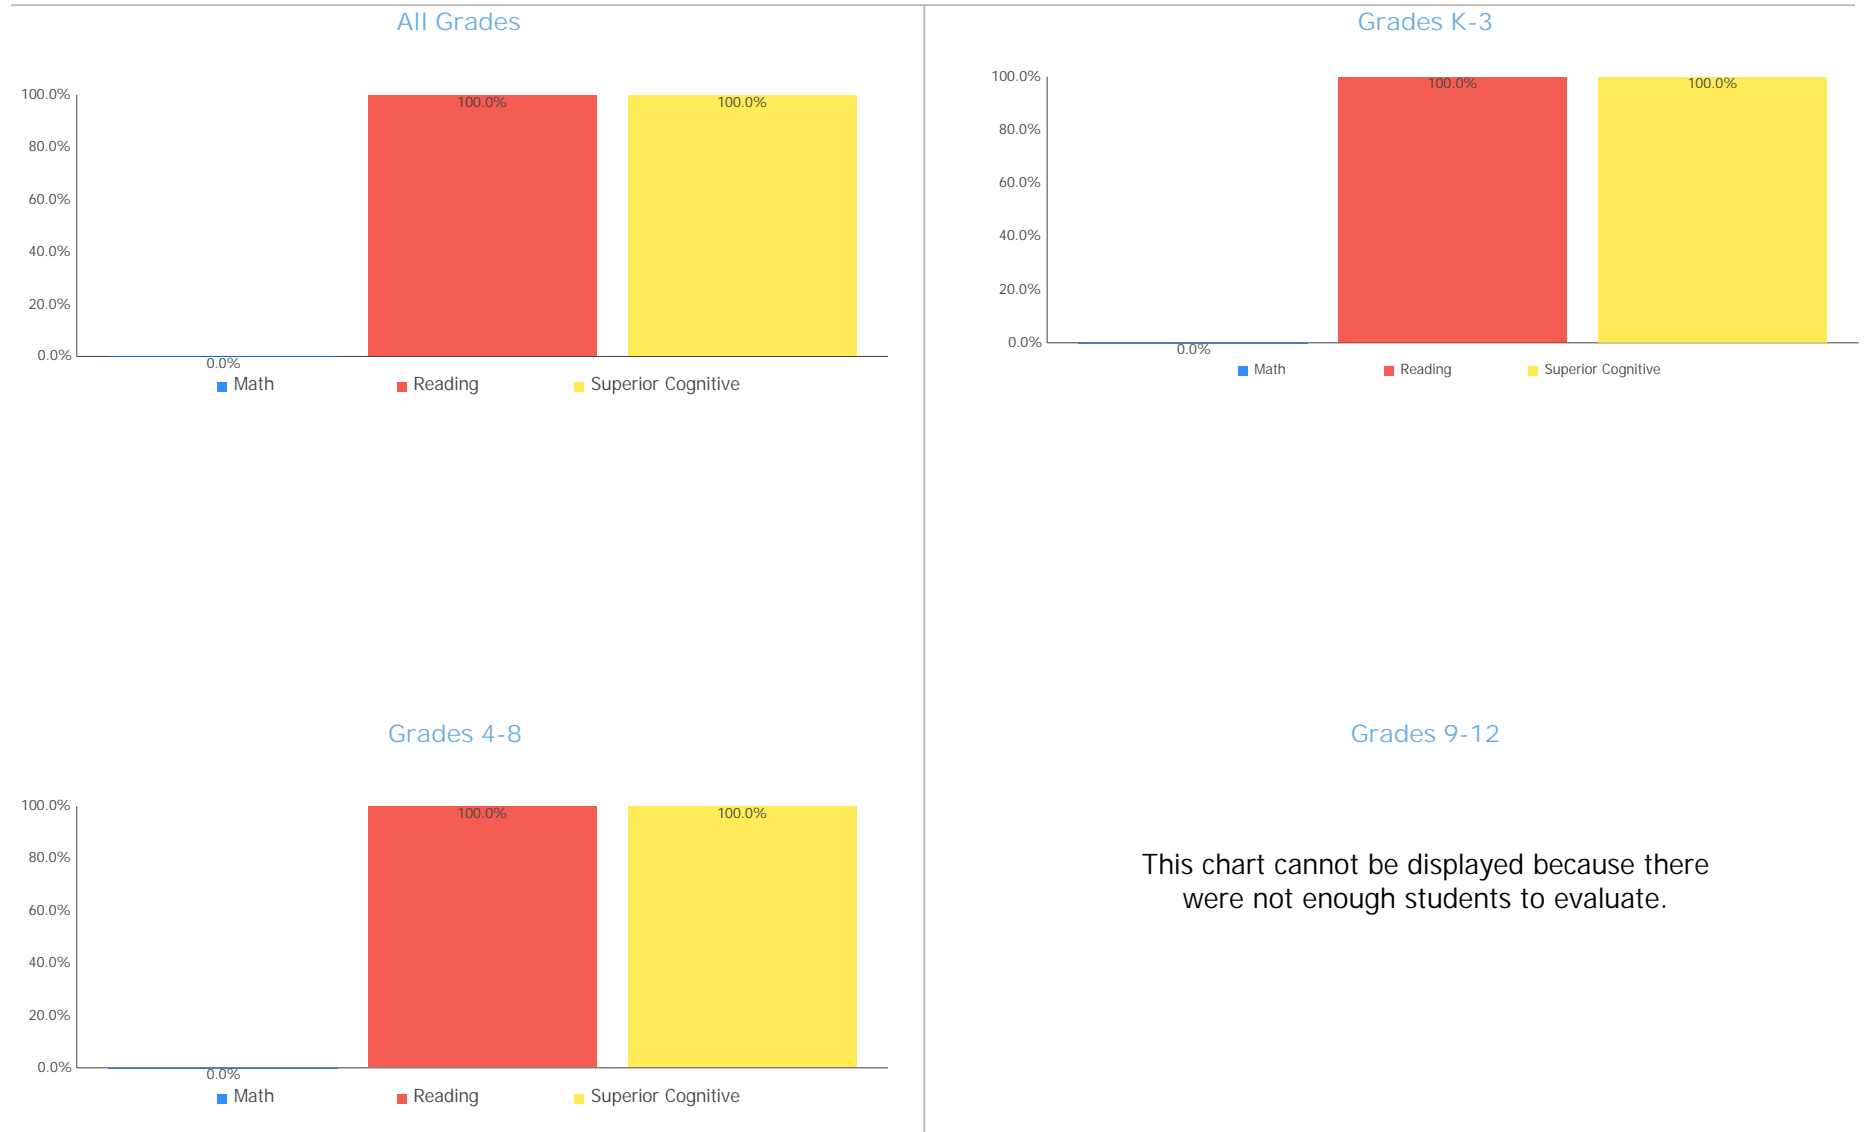 All Grades
100.0%
80.0%
60.0%
40.0%
20.0%
0.0%
0.0%
100.0%
100.0%
Math
Reading
Superior Cognitive
Grades K-3
100.0%
80.0%
60.0%
40.0%
20.0%
0.0%
0.0%
100.0%
100.0%
Math
Reading
Superior Cognitive
Grades 4-8
100.0%
80.0%
60.0%
40.0%
20.0%
0.0%
0.0%
100.0%
100.0%
Math
Reading
Superior Cognitive
Grades 9-12
This chart cannot be displayed because there
were not enough students to evaluate.